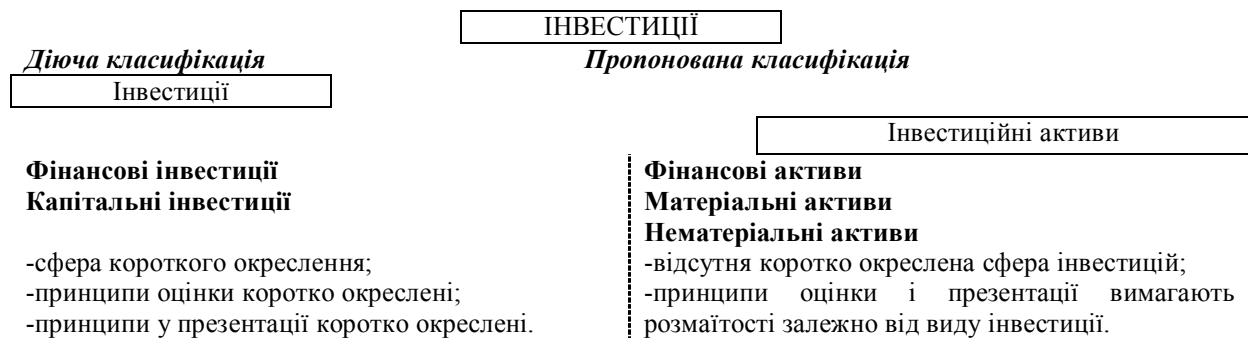 ІНВЕСТИЦІЇ
Діюча класифікація
Пропонована класифікація
Інвестиції
Інвестиційні активи
Фінансові інвестиції
Капітальні інвестиції
-сфера короткого окреслення;
-принципи оцінки коротко окреслені;
-принципи у презентації коротко окреслені.
Фінансові активи
Матеріальні активи
Нематеріальні активи
-відсутня коротко окреслена сфера інвестицій;
-принципи оцінки і презентації вимагають
розмаїтості залежно від виду інвестиції.